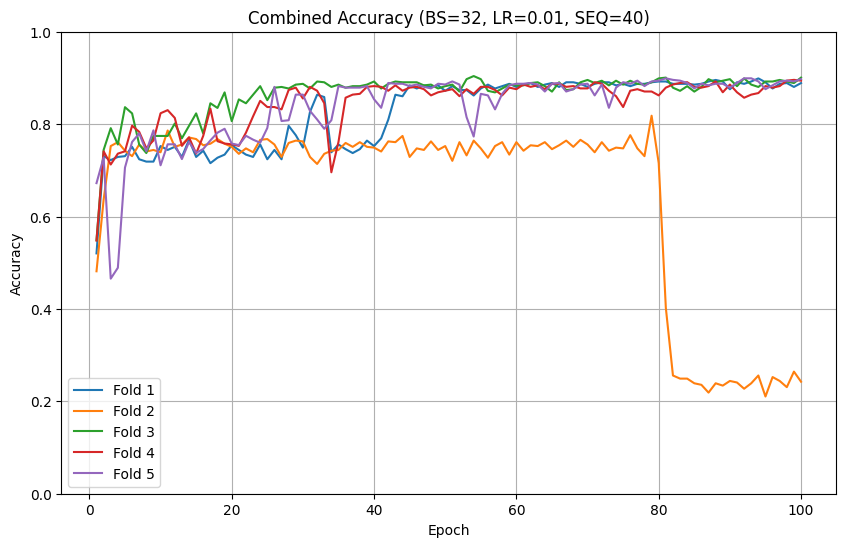 Combined Accuracy (BS=32, LR=0.01, SEQ=40)
1.0
0.8
0.6
0.4
0.2
0.0
Accuracy
Fold 1
Fold 2
Fold 3
Fold 4
Fold 5
0 20 40 60 80 100
Epoch